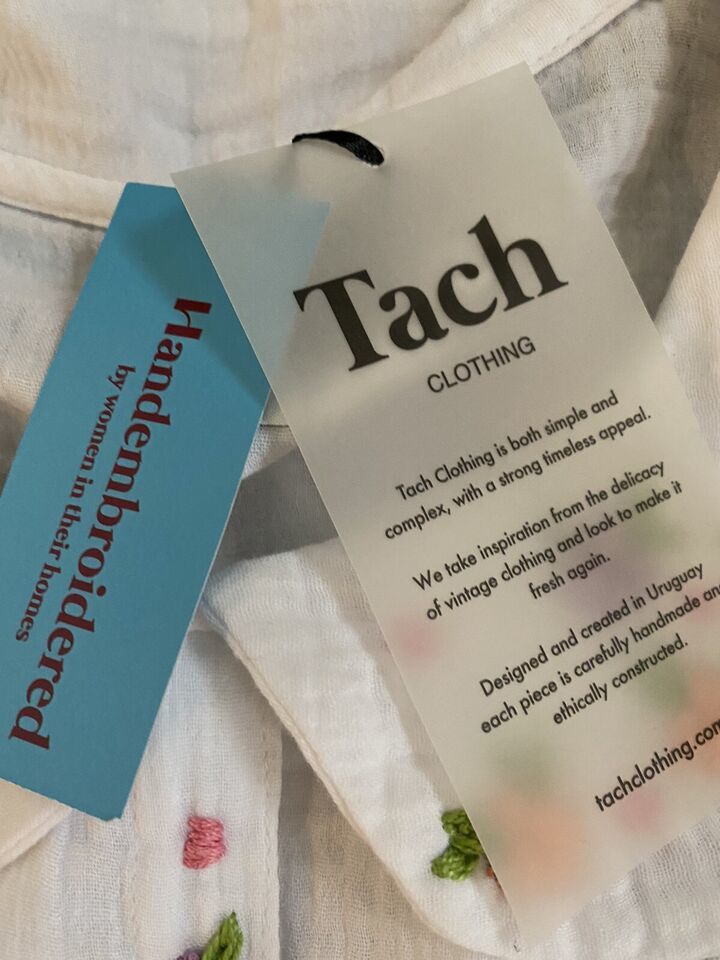 Handembroidered
by women in their homes
Tach
CLOTHING
Tach Clothing is both simple and
complex, with a strong timeless appeal.
We take inspiration from the delicacy
of vintage clothing and look to make it
fresh again.
Designed and created in Uruguay
each piece is carefully handmade an
ethically constructed.
tachclothing.com